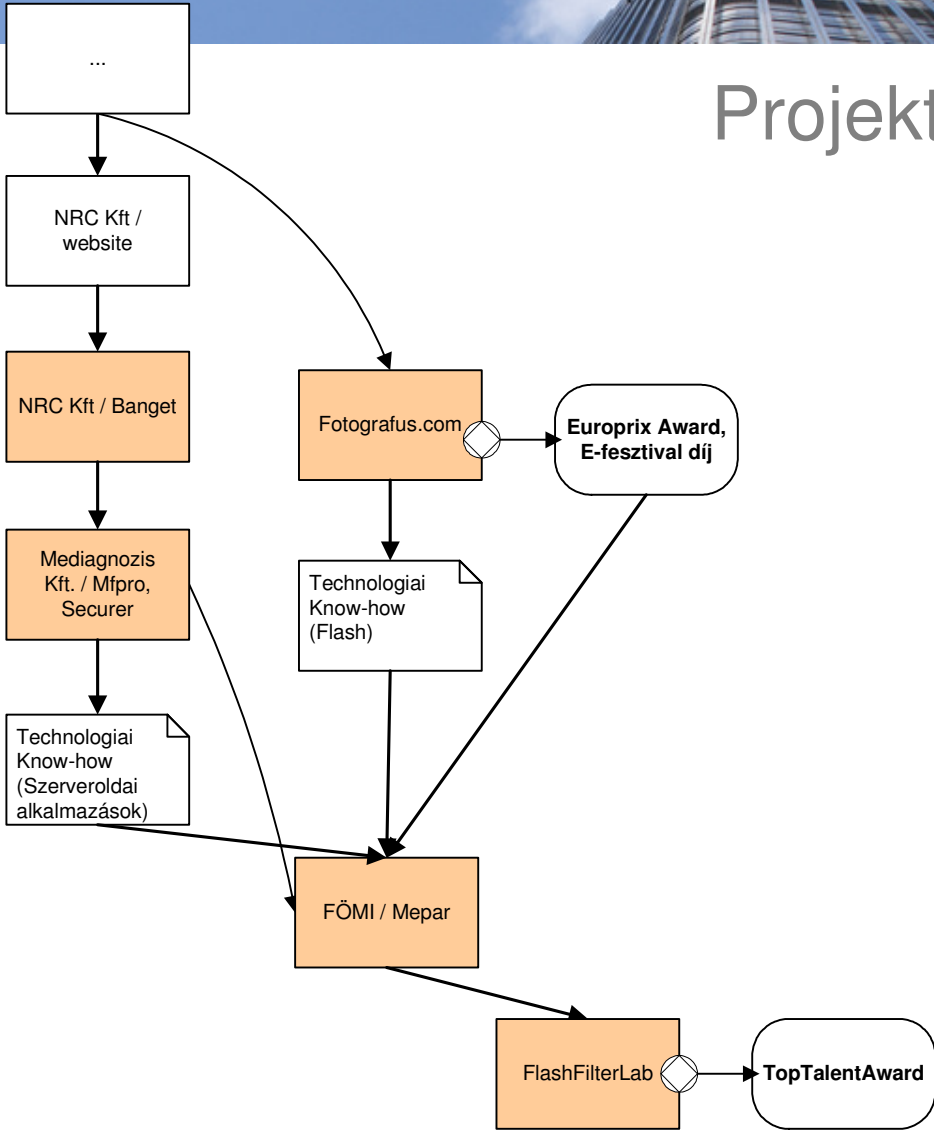 Projekt
...
NRC Kft /
website
NRC Kft / Banget
Fotografus.com
Europrix Award,
E-fesztival díj
Mediagnozis
Kft. / Mfpro,
Securer
Technologiai
Know-how
(Flash)
Technologiai
Know-how
(Szerveroldai
alkalmazások)
FÖMI / Mepar
FlashFilterLab
TopTalentAward